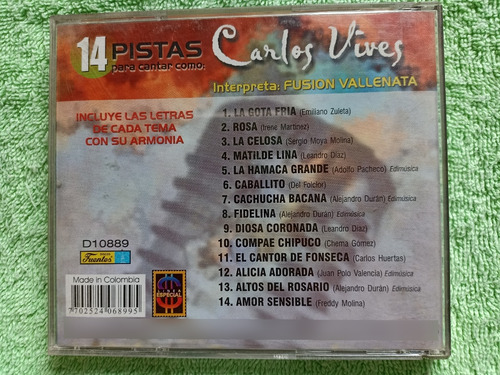 14 PISTAS
para cantar como:
Carlos Vives
Interpreta: FUSION VALLENATA
INCLUYE LAS LETRAS
DE CADA TEMA
CON SU ARMONIA
1. LA GOTA FRIA (Emiliano Zuleta)
2. ROSA (Irene Martínez)
3. LA CELOSA (Sergio Moya Molina)
4. MATILDE LINA (Leandro Díaz)
5. LA HAMACA GRANDE (Adolfo Pacheco) Edimúsica
6. CABALLITO (Del Folclor)
7. CACHUCHA BACANA (Alejandro Durán) Edimúsica
8. FIDELINA (Alejandro Durán) Edimúsica
9. DIOSA CORONADA (Leandro Díaz)
10. COMPAE CHIPUCO (Chema Gómez)
11. EL CANTOR DE FONSECA (Carlos Huertas)
12. ALICIA ADORADA (Juan Polo Valencia) Edimúsica
13. ALTOS DEL ROSARIO (Alejandro Durán) Edimúsica
14. AMOR SENSIBLE (Freddy Molina)
D10889
Fuentes
Made in Colombia
7702524068995
ESPECIAL